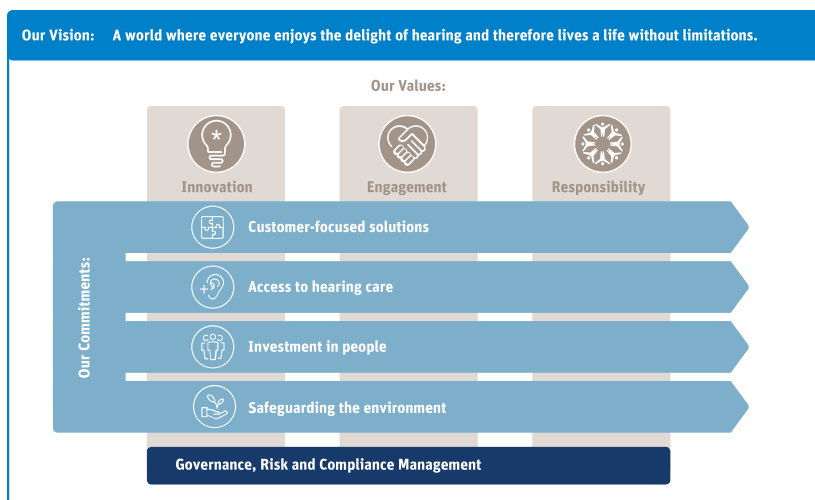 Our Vision: A world where everyone enjoys the delight of hearing and therefore lives a life without limitations.
Our Values:
Innovation Engagement Responsibility
Our Commitments:
Customer-focused solutions
Access to hearing care
Investment in people
Safeguarding the environment
Governance, Risk and Compliance Management